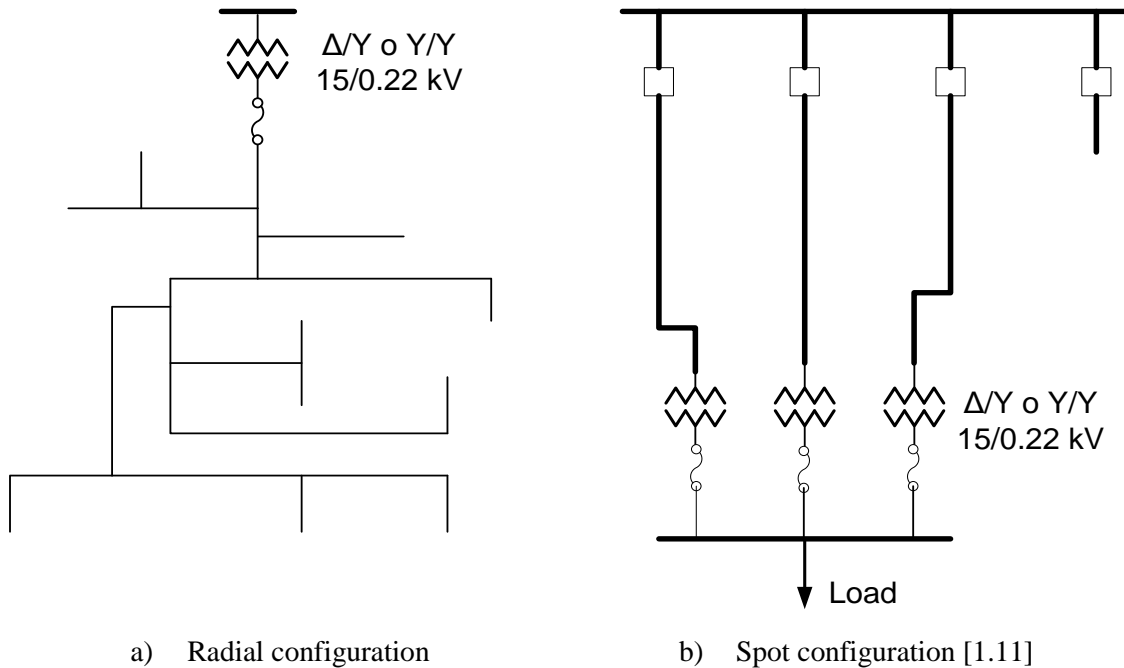 Δ/Y o Y/Y
15/0.22 kV
Δ/Y o Y/Y
15/0.22 kV
Load
a) Radial configuration
b) Spot configuration [1.11]